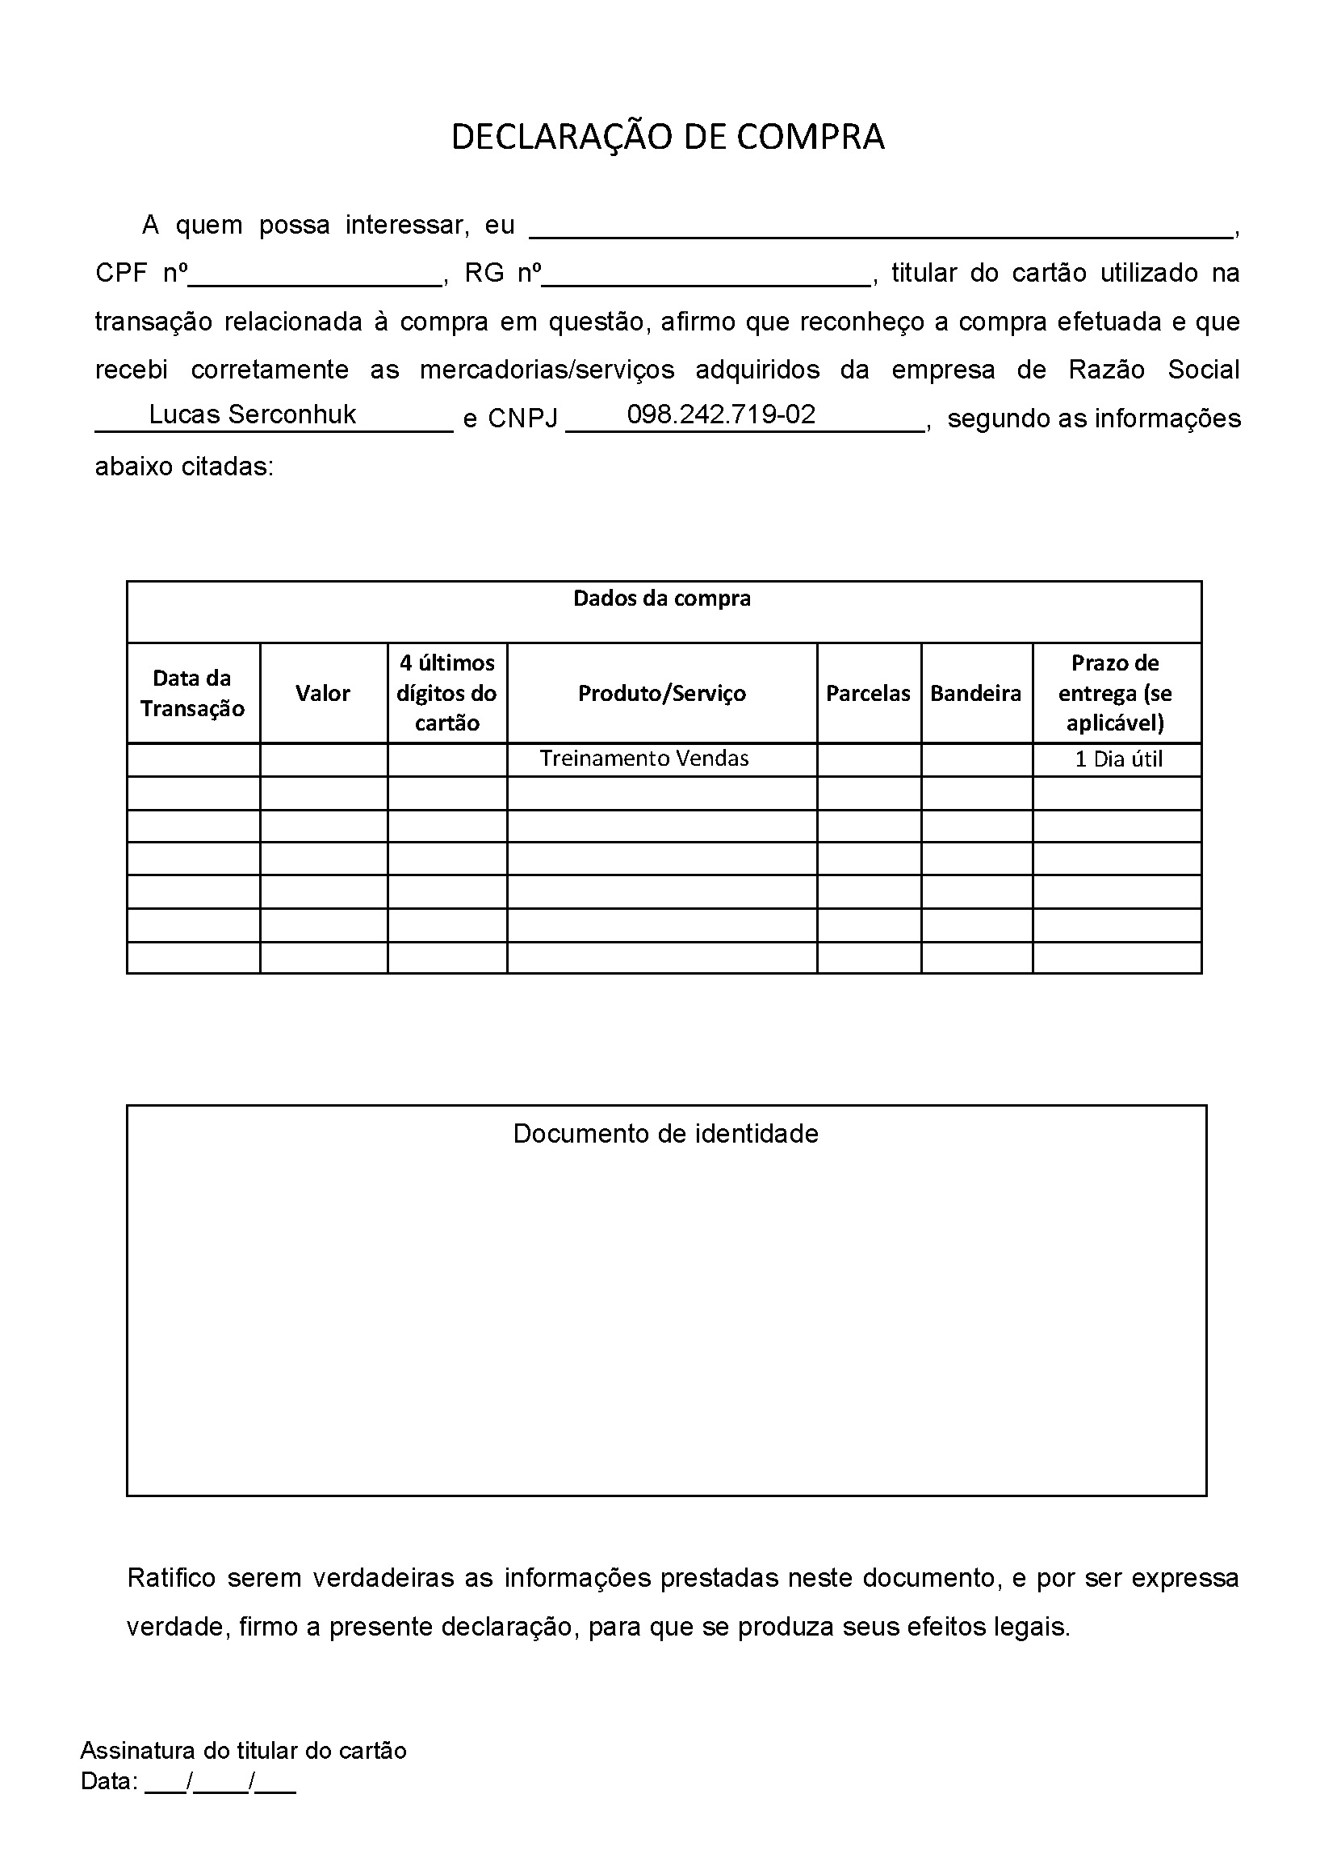 DECLARAÇÃO DE COMPRA
A quem possa interessar, eu ________________________________________________,
CPF nº_________________, RG nº______________________, titular do cartão utilizado na
transação relacionada à compra em questão, afirmo que reconheço a compra efetuada e que
recebi corretamente as mercadorias/serviços adquiridos da empresa de Razão Social
Lucas Serconhuk e CNPJ 098.242.719-02, segundo as informações
abaixo citadas:
Dados da compra
Data da Transação Valor 4 últimos dígitos do cartão Produto/Serviço Parcelas Bandeira Prazo de entrega (se aplicável)
Treinamento Vendas 1 Dia útil
Documento de identidade
Ratifico serem verdadeiras as informações prestadas neste documento, e por ser expressa
verdade, firmo a presente declaração, para que se produza seus efeitos legais.
Assinatura do titular do cartão
Data: ___/____/___